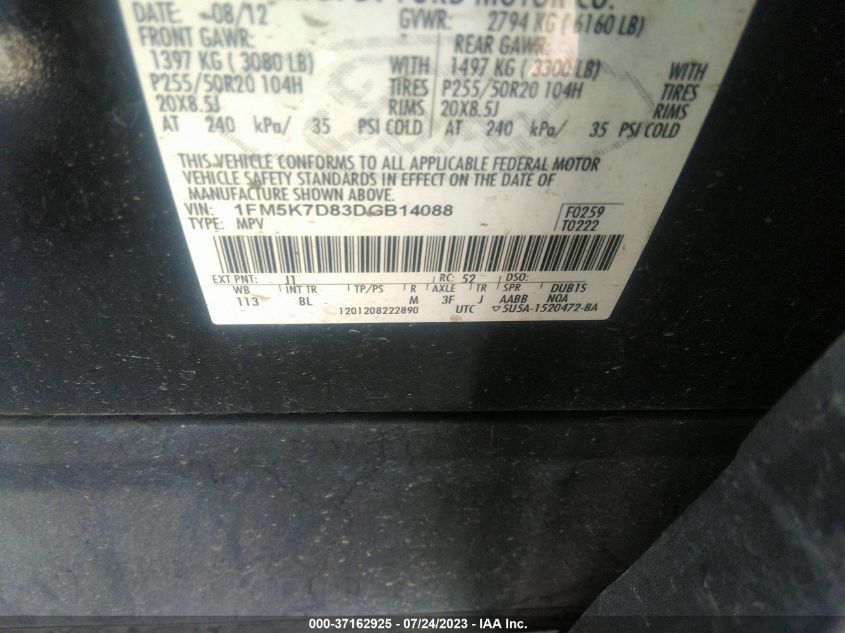 MOTOR CO.
DATE: 08/12 GVWR: 2794 KG ( 6160 LB)
FRONT GAWR: REAR GAWR:
1397 KG ( 3080 LB) WITH 1497 KG ( 3300 LB) WITH
P255/50R20 104H TIRES P255/50R20 104H TIRES
20X8.5J RIMS 20X8.5J RIMS
AT 240 kPa/ 35 PSI COLD AT 240 kPa/ 35 PSI COLD
THIS VEHICLE CONFORMS TO ALL APPLICABLE FEDERAL MOTOR
VEHICLE SAFETY STANDARDS IN EFFECT ON THE DATE OF
MANUFACTURE SHOWN ABOVE.
VIN: 1FM5K7D83DGB14088 F0259
TYPE: MPV T0222
EXT PNT: J1 RC: 52 DSO:
WB INT TR TP/PS R AXLE TR SPR DUBTS
113 BL M 3F J AABB NOA
1201208222890 UTC ▽5U5A-1520472-BA
000-37162925 - 07/24/2023 - IAA Inc.